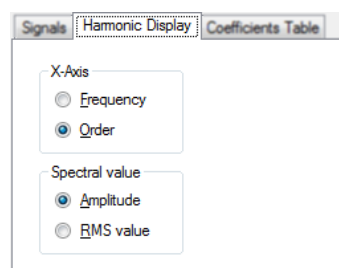 Signals Harmonic Display Coefficients Table
X-Axis
Frequency
Order
Spectral value
Amplitude
RMS value